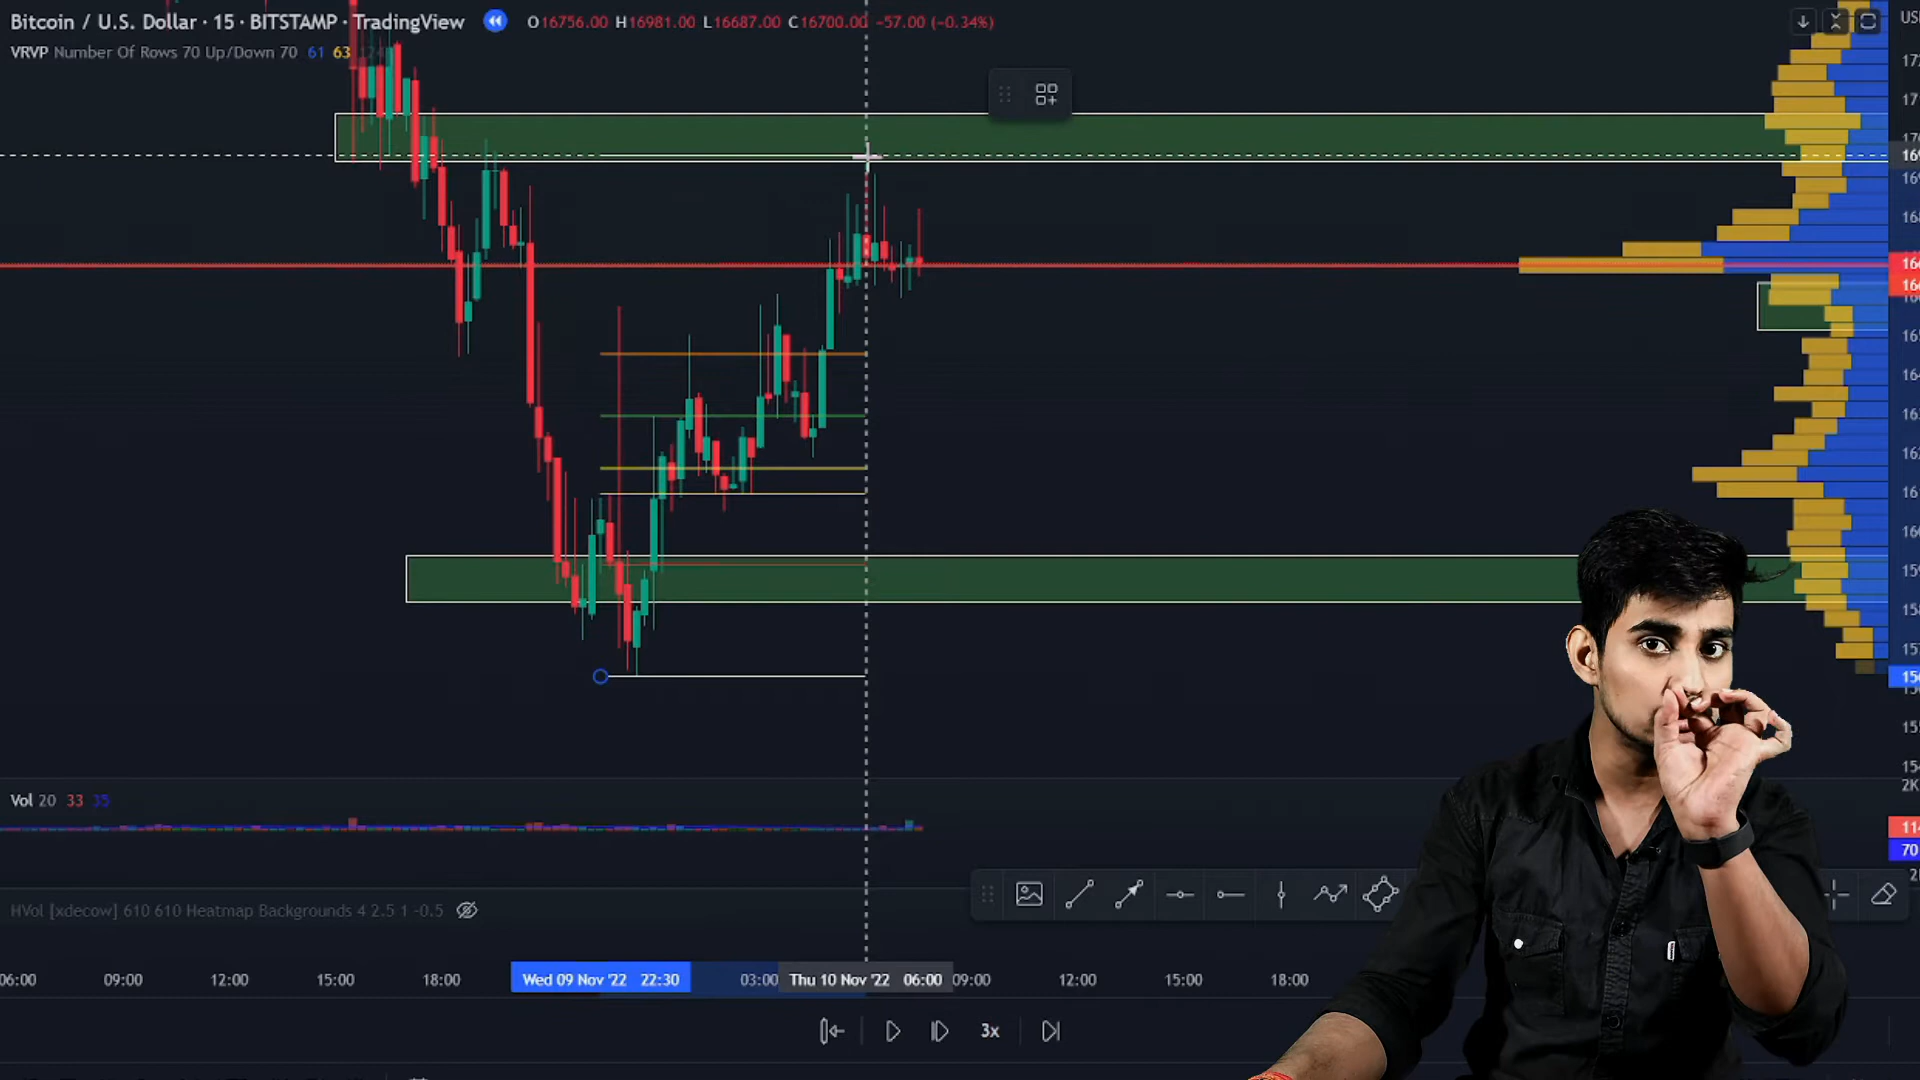 Bitcoin / U.S. Dollar · 15 · BITSTAMP · TradingView
O16756.00 H16981.00 L16687.00 C16700.00 −57.00 (−0.34%)
VRVP Number Of Rows 70 Up/Down 70 61 63
Vol 20 33 35
2K
70
HVol [xdecow] 610 610 Heatmap Backgrounds 4 2.5 1 -0.5
06:00 09:00 12:00 15:00 18:00 Wed 09 Nov '22 22:30 03:00 Thu 10 Nov '22 06:00 09:00 12:00 15:00 18:00
3x